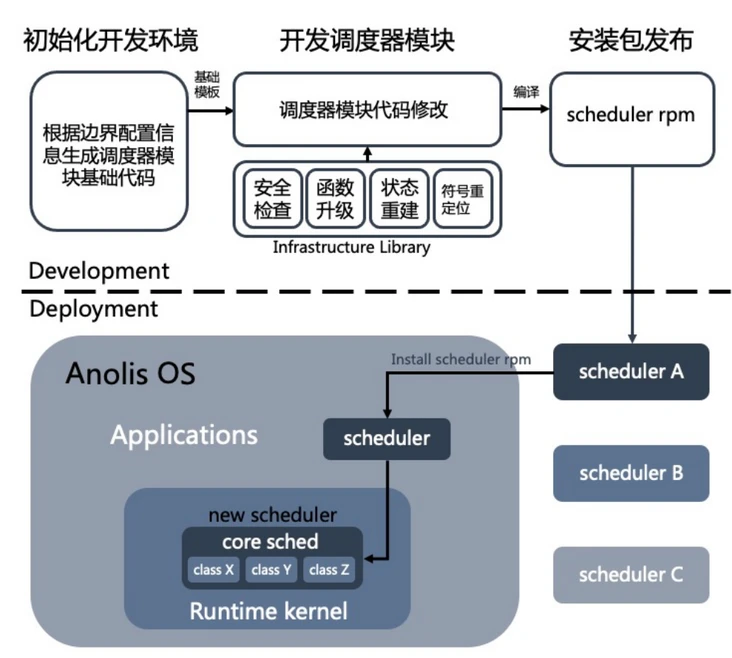 初始化开发环境
开发调度器模块
安装包发布
根据边界配置信
息生成调度器模
块基础代码
基础
模板
调度器模块代码修改
编译
scheduler rpm
安全
检查
函数
升级
状态
重建
符号重
定位
Infrastructure Library
Development
Deployment
Anolis OS
Install scheduler rpm
scheduler A
Applications
scheduler
scheduler B
new scheduler
core sched
class X
class Y
class Z
scheduler C
Runtime kernel